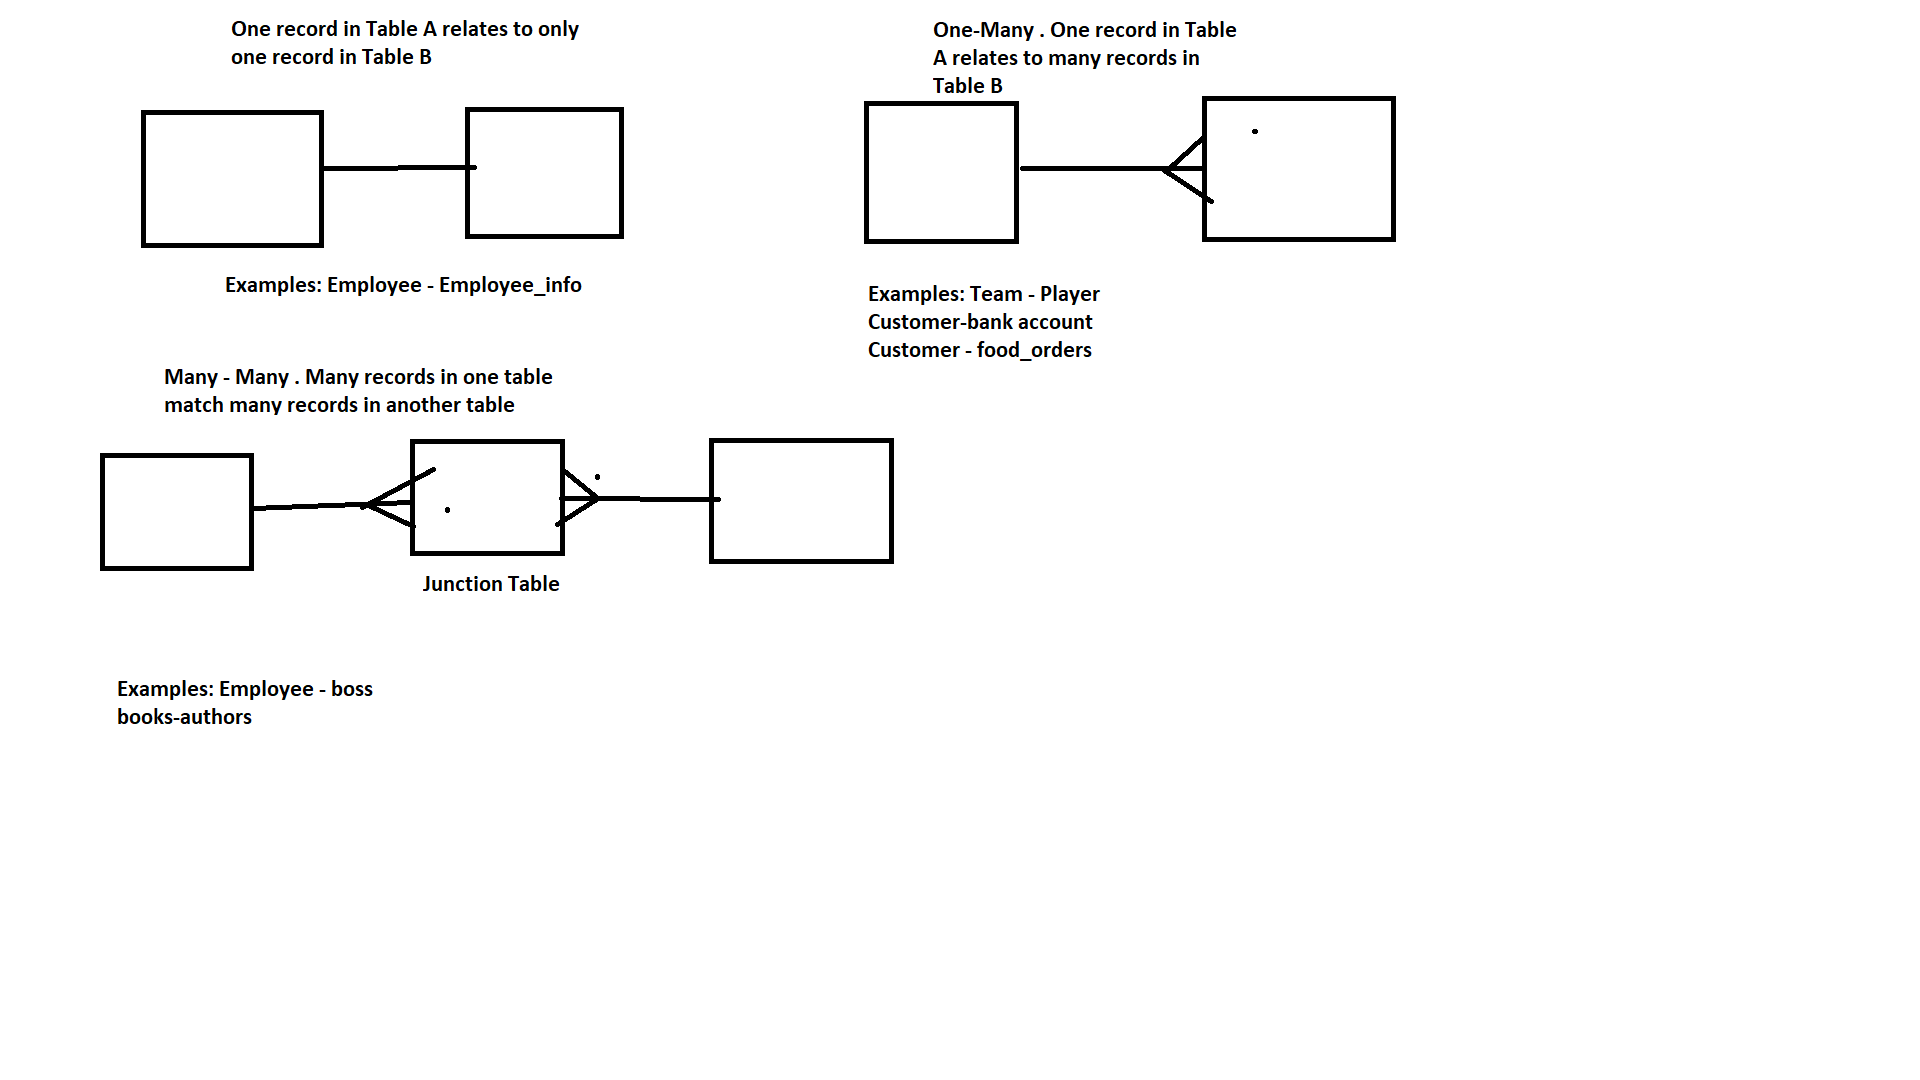 One record in Table A relates to only
one record in Table B
One-Many . One record in Table
A relates to many records in
Table B
Examples: Employee - Employee_info
Examples: Team - Player
Customer-bank account
Customer - food_orders
Many - Many . Many records in one table
match many records in another table
Junction Table
Examples: Employee - boss
books-authors